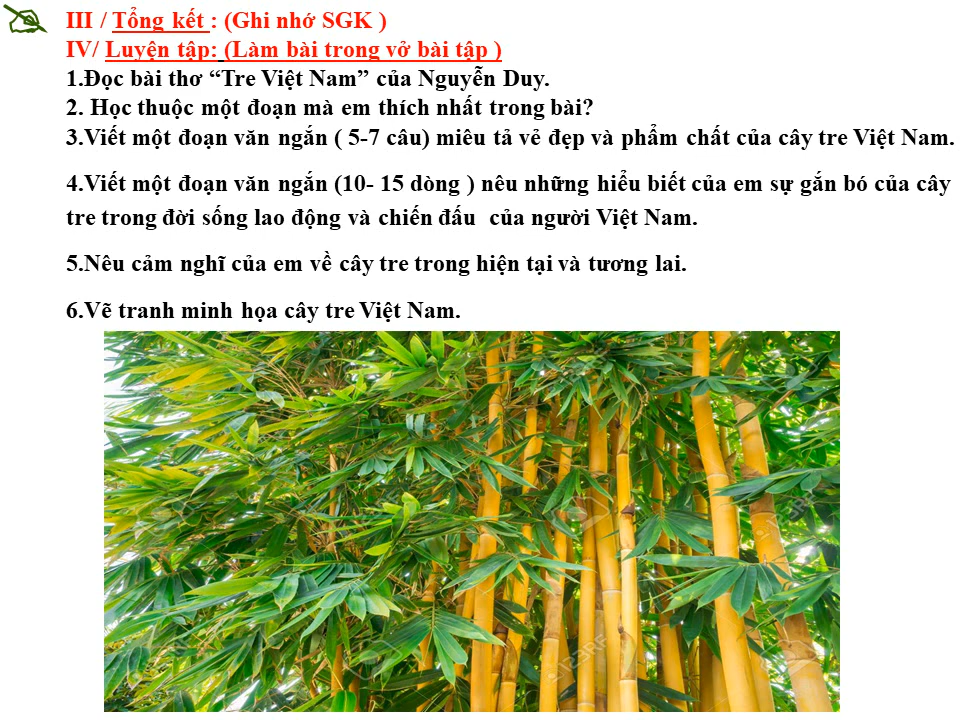 III / Tổng kết : (Ghi nhớ SGK )
IV/ Luyện tập: (Làm bài trong vở bài tập )
1.Đọc bài thơ “Tre Việt Nam” của Nguyễn Duy.
2. Học thuộc một đoạn mà em thích nhất trong bài?
3.Viết một đoạn văn ngắn ( 5-7 câu) miêu tả vẻ đẹp và phẩm chất của cây tre Việt Nam.
4.Viết một đoạn văn ngắn (10- 15 dòng ) nêu những hiểu biết của em sự gắn bó của cây
tre trong đời sống lao động và chiến đấu của người Việt Nam.
5.Nêu cảm nghĩ của em về cây tre trong hiện tại và tương lai.
6.Vẽ tranh minh họa cây tre Việt Nam.